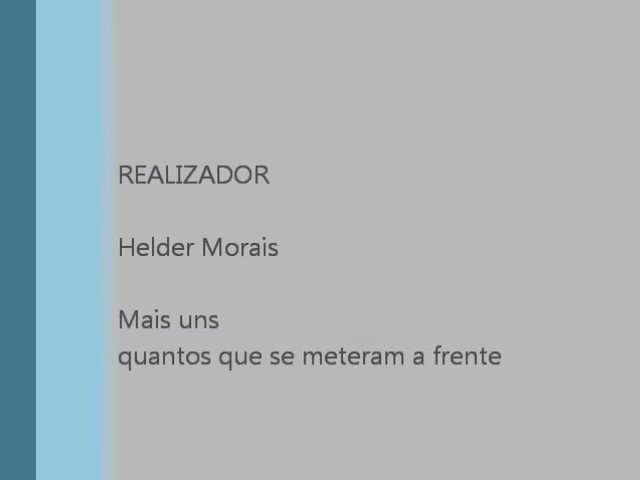 REALIZADOR
Helder Morais
Mais uns
quantos que se meteram a frente